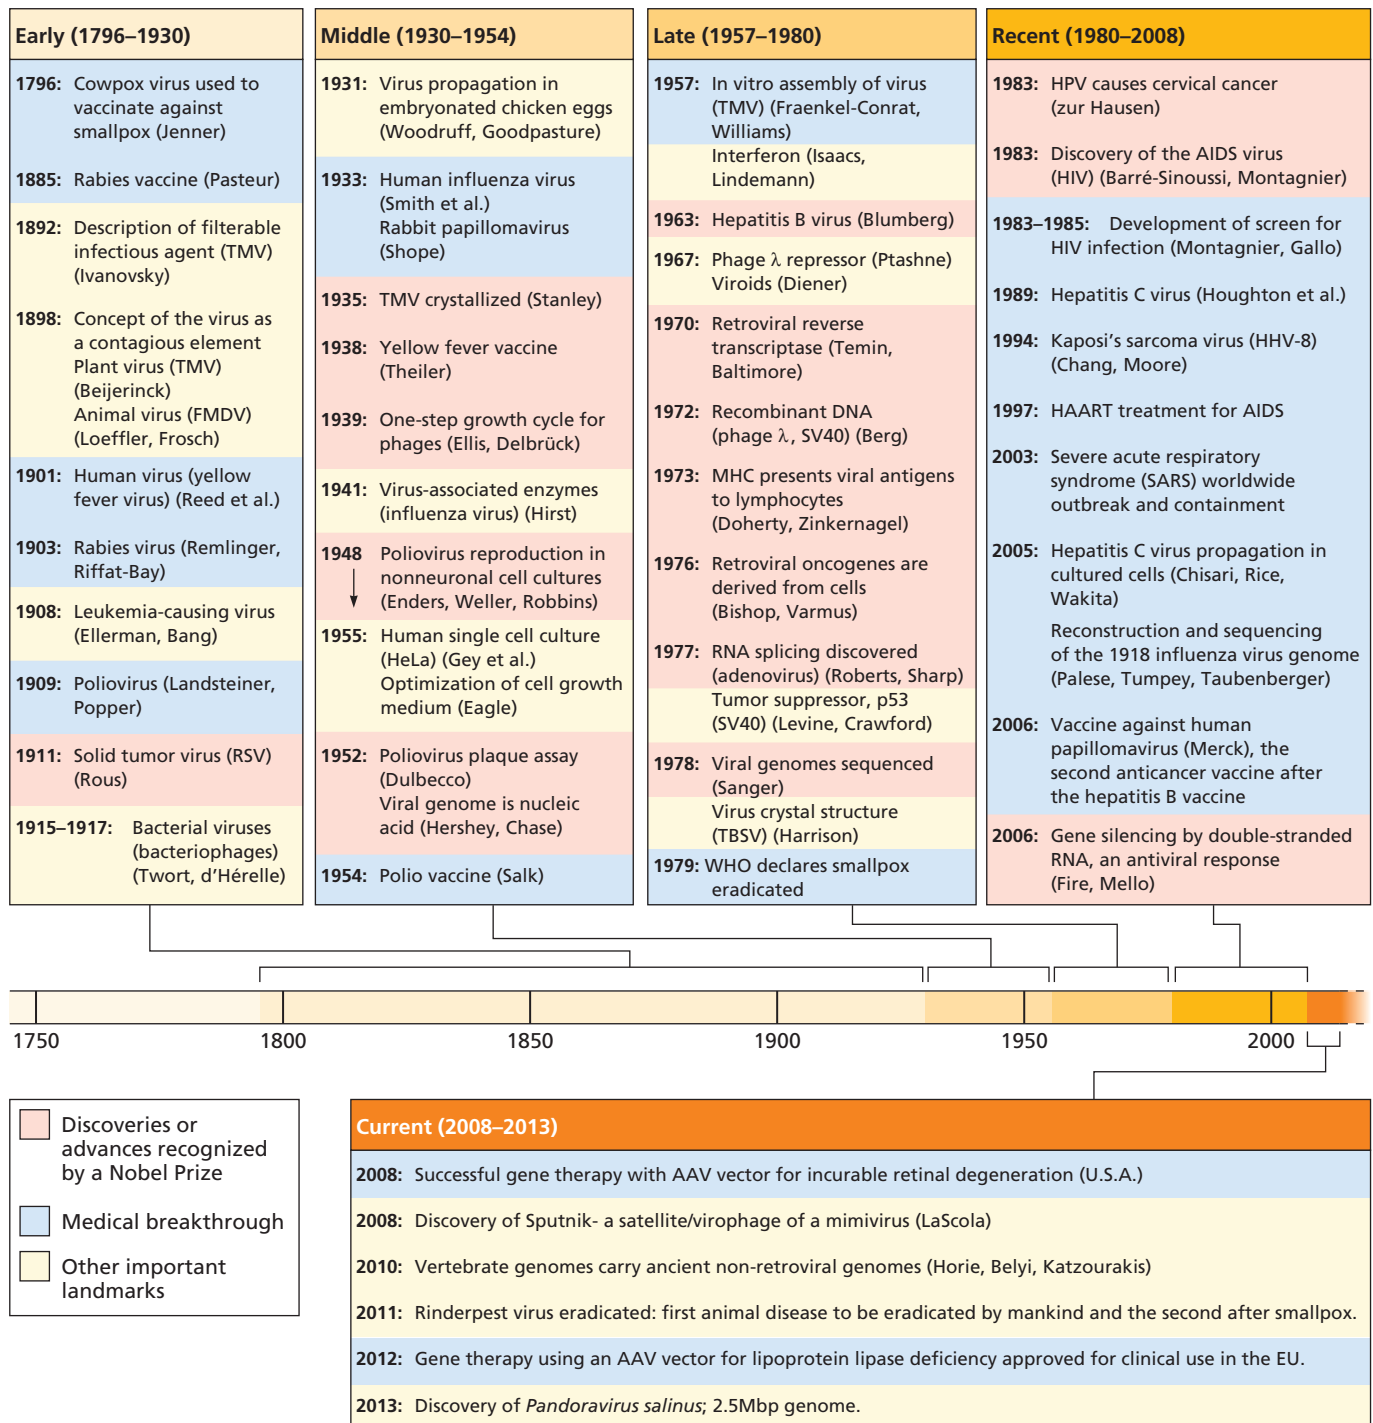 Early (1796–1930)
1796: Cowpox virus used to
vaccinate against
smallpox (Jenner)
1885: Rabies vaccine (Pasteur)
1892: Description of filterable
infectious agent (TMV)
(Ivanovsky)
1898: Concept of the virus as
a contagious element
Plant virus (TMV)
(Beijerinck)
Animal virus (FMDV)
(Loeffler, Frosch)
1901: Human virus (yellow
fever virus) (Reed et al.)
1903: Rabies virus (Remlinger,
Riffat-Bay)
1908: Leukemia-causing virus
(Ellerman, Bang)
1909: Poliovirus (Landsteiner,
Popper)
1911: Solid tumor virus (RSV)
(Rous)
1915–1917: Bacterial viruses
(bacteriophages)
(Twort, d’Hérelle)
Middle (1930–1954)
1931: Virus propagation in
embryonated chicken eggs
(Woodruff, Goodpasture)
1933: Human influenza virus
(Smith et al.)
Rabbit papillomavirus
(Shope)
1935: TMV crystallized (Stanley)
1938: Yellow fever vaccine
(Theiler)
1939: One-step growth cycle for
phages (Ellis, Delbrück)
1941: Virus-associated enzymes
(influenza virus) (Hirst)
1948 Poliovirus reproduction in
nonneuronal cell cultures
(Enders, Weller, Robbins)
1955: Human single cell culture
(HeLa) (Gey et al.)
Optimization of cell growth
medium (Eagle)
1952: Poliovirus plaque assay
(Dulbecco)
Viral genome is nucleic
acid (Hershey, Chase)
1954: Polio vaccine (Salk)
Late (1957–1980)
1957: In vitro assembly of virus
(TMV) (Fraenkel-Conrat,
Williams)
Interferon (Isaacs,
Lindemann)
1963: Hepatitis B virus (Blumberg)
1967: Phage λ repressor (Ptashne)
Viroids (Diener)
1970: Retroviral reverse
transcriptase (Temin,
Baltimore)
1972: Recombinant DNA
(phage λ, SV40) (Berg)
1973: MHC presents viral antigens
to lymphocytes
(Doherty, Zinkernagel)
1976: Retroviral oncogenes are
derived from cells
(Bishop, Varmus)
1977: RNA splicing discovered
(adenovirus) (Roberts, Sharp)
Tumor suppressor, p53
(SV40) (Levine, Crawford)
1978: Viral genomes sequenced
(Sanger)
Virus crystal structure
(TBSV) (Harrison)
1979: WHO declares smallpox
eradicated
Recent (1980–2008)
1983: HPV causes cervical cancer
(zur Hausen)
1983: Discovery of the AIDS virus
(HIV) (Barré-Sinoussi, Montagnier)
1983–1985: Development of screen for
HIV infection (Montagnier, Gallo)
1989: Hepatitis C virus (Houghton et al.)
1994: Kaposi’s sarcoma virus (HHV-8)
(Chang, Moore)
1997: HAART treatment for AIDS
2003: Severe acute respiratory
syndrome (SARS) worldwide
outbreak and containment
2005: Hepatitis C virus propagation in
cultured cells (Chisari, Rice,
Wakita)
Reconstruction and sequencing
of the 1918 influenza virus genome
(Palese, Tumpey, Taubenberger)
2006: Vaccine against human
papillomavirus (Merck), the
second anticancer vaccine after
the hepatitis B vaccine
2006: Gene silencing by double-stranded
RNA, an antiviral response
(Fire, Mello)
1750 1800 1850 1900 1950 2000
Discoveries or
advances recognized
by a Nobel Prize
Medical breakthrough
Other important
landmarks
Current (2008–2013)
2008: Successful gene therapy with AAV vector for incurable retinal degeneration (U.S.A.)
2008: Discovery of Sputnik- a satellite/virophage of a mimivirus (LaScola)
2010: Vertebrate genomes carry ancient non-retroviral genomes (Horie, Belyi, Katzourakis)
2011: Rinderpest virus eradicated: first animal disease to be eradicated by mankind and the second after smallpox.
2012: Gene therapy using an AAV vector for lipoprotein lipase deficiency approved for clinical use in the EU.
2013: Discovery of Pandoravirus salinus; 2.5Mbp genome.